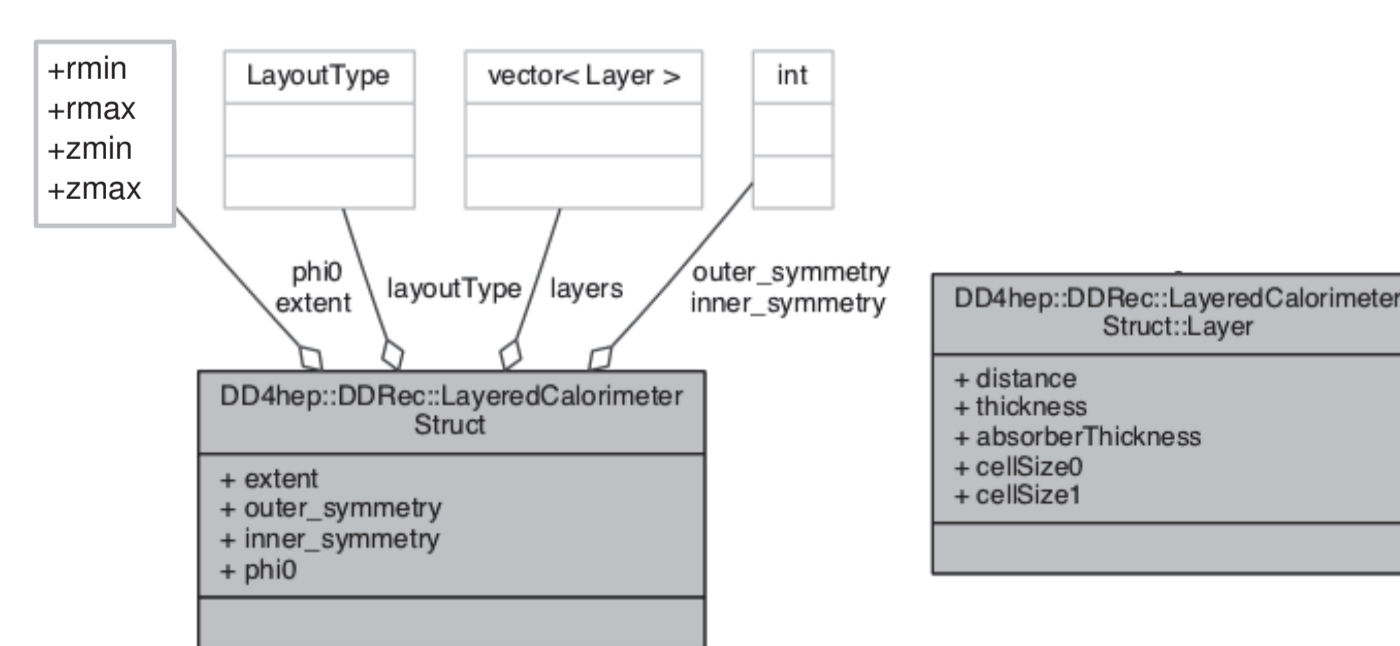 +rmin
+rmax
+zmin
+zmax
LayoutType
vector< Layer >
int
phi0
extent
layoutType
layers
outer_symmetry
inner_symmetry
DD4hep::DDRec::LayeredCalorimeter
Struct
+ extent
+ outer_symmetry
+ inner_symmetry
+ phi0
DD4hep::DDRec::LayeredCalorimeter
Struct::Layer
+ distance
+ thickness
+ absorberThickness
+ cellSize0
+ cellSize1